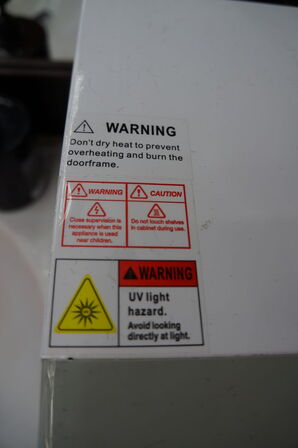 WARNING
Don't dry heat to prevent
overheating and burn the
doorframe.
WARNING
Close supervision is
necessary when this
appliance is used
near children.
CAUTION
Do not touch shelves
in cabinet during use.
WARNING
UV light
hazard.
Avoid looking
directly at light.